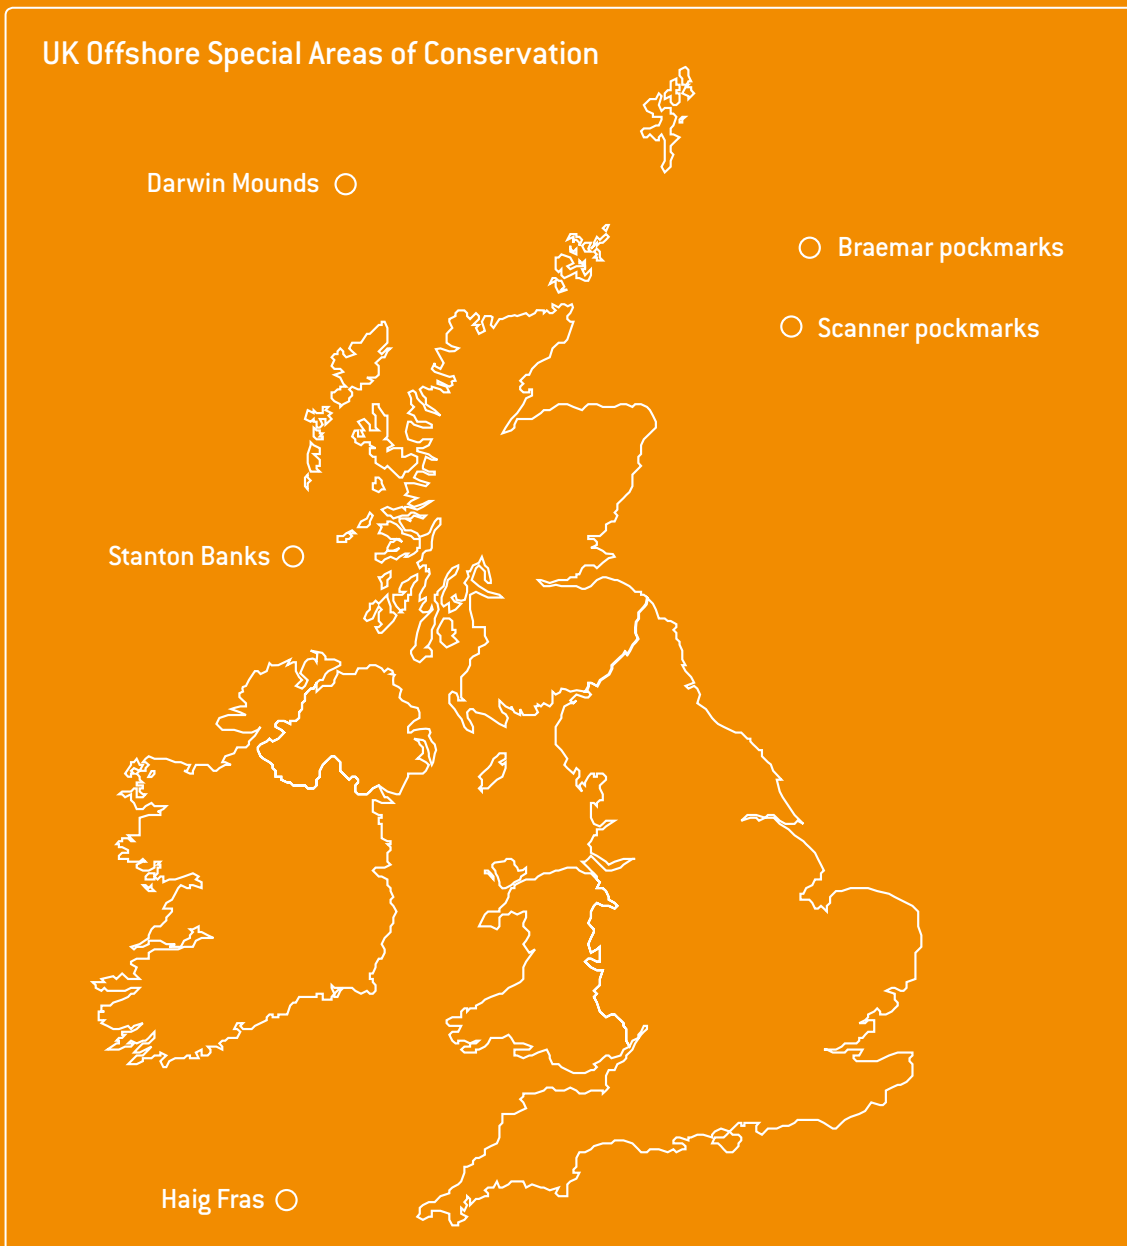 UK Offshore Special Areas of Conservation
Darwin Mounds
Braemar pockmarks
Scanner pockmarks
Stanton Banks
Haig Fras